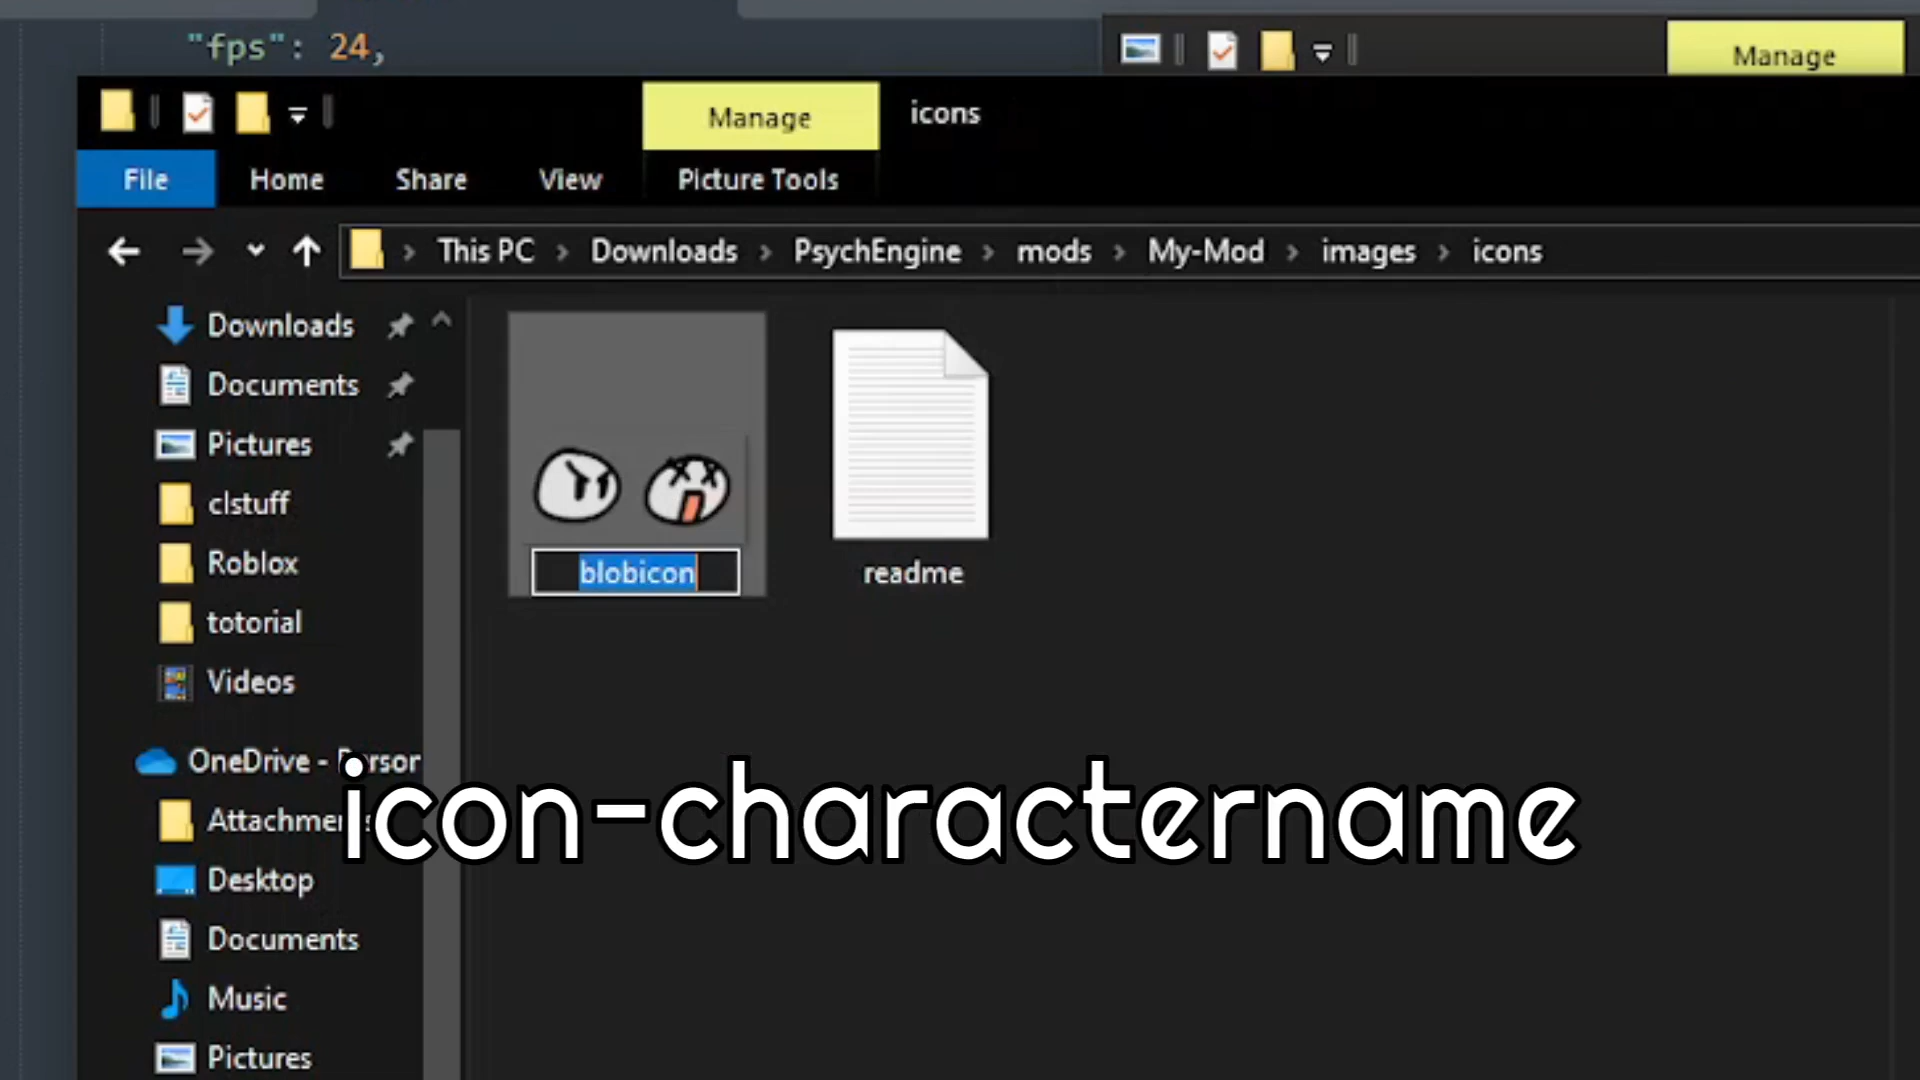 "fps": 24,
Manage
Manage
icons
File
Home
Share
View
Picture Tools
This PC
Downloads
PsychEngine
mods
My-Mod
images
icons
Downloads
Documents
Pictures
clstuff
Roblox
totorial
Videos
OneDrive -
Desktop
Documents
Music
Pictures
blobicon
readme
icon-charactername